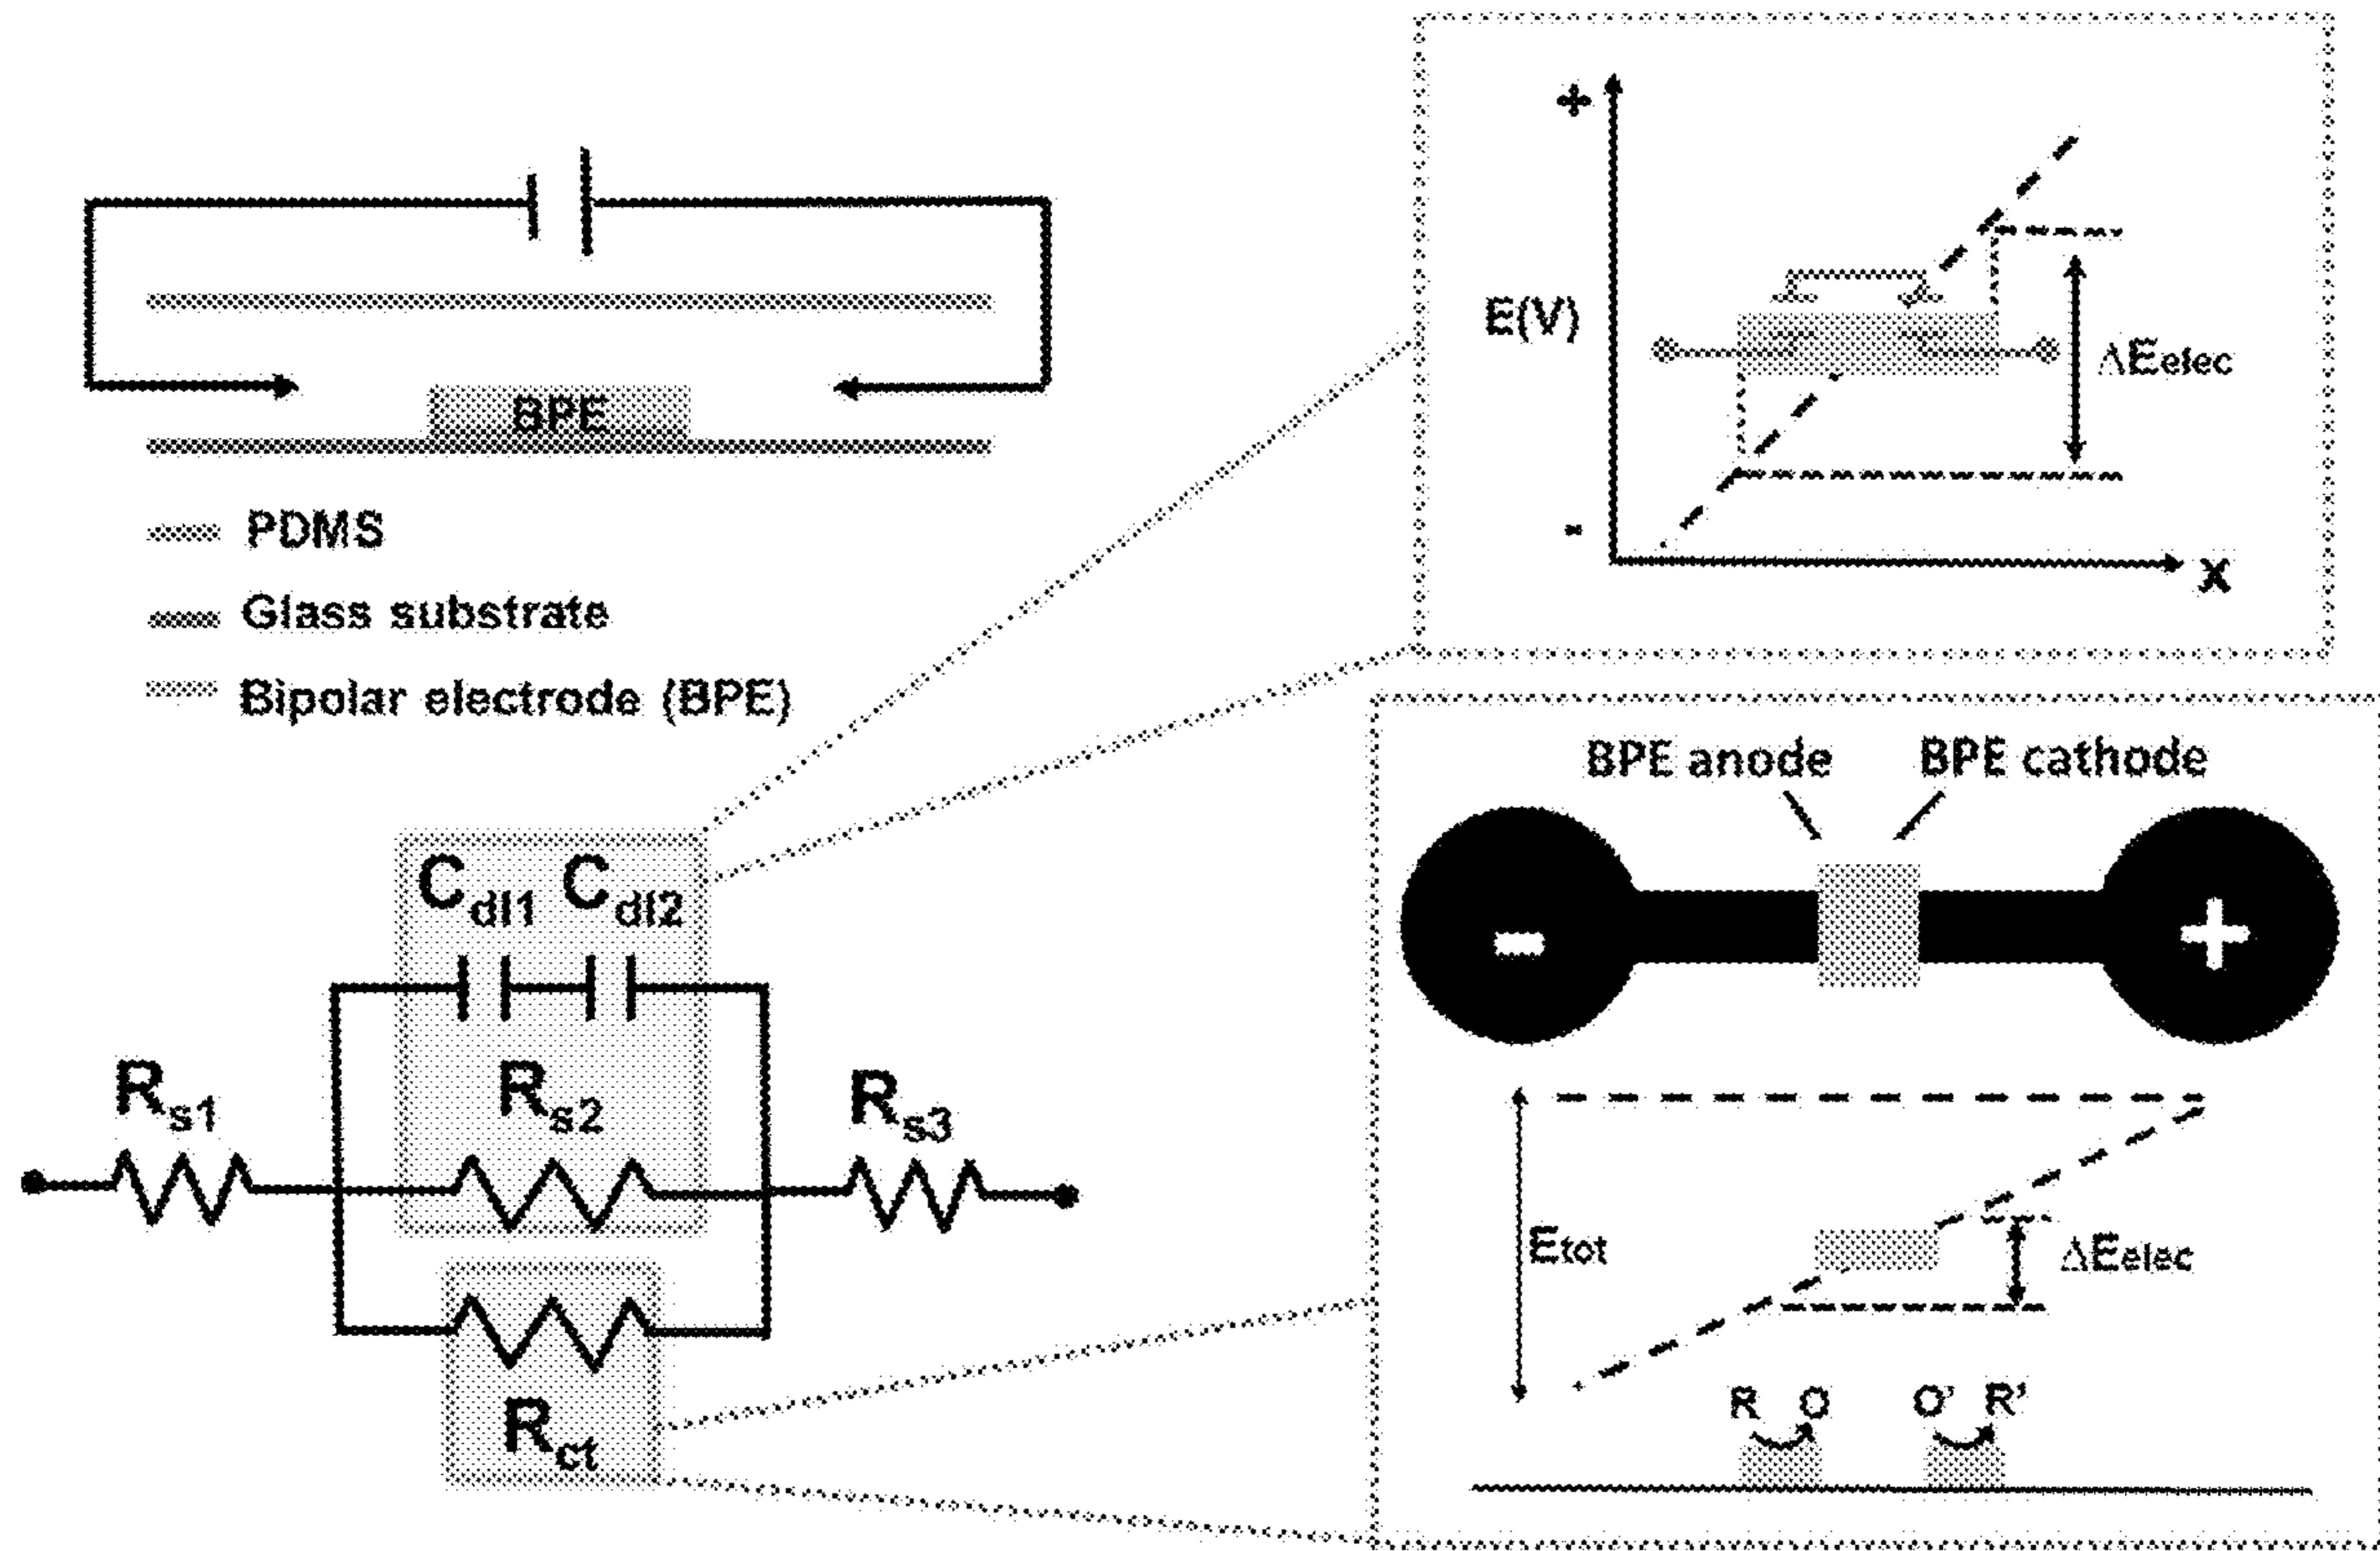 BPE
PDMS
Glass substrate
Bipolar electrode (BPE)
Cdl1 Cdl2
Rs1
Rs2
Rs3
Rct
+
E(V)
ΔEelec
-
x
BPE anode BPE cathode
- +
Etot
ΔEelec
R O O' R'